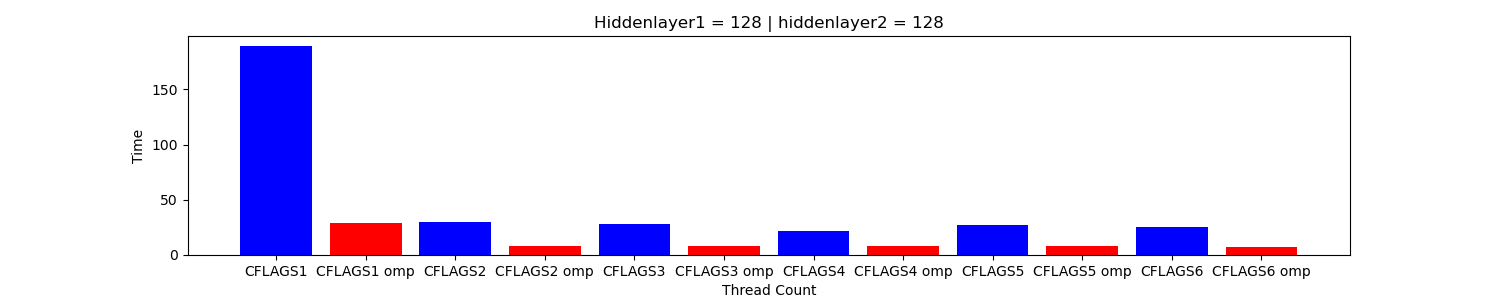 Hiddenlayer1 = 128 | hiddenlayer2 = 128
150
100
50
0
Time
CFLAGS1 CFLAGS1 omp CFLAGS2 CFLAGS2 omp CFLAGS3 CFLAGS3 omp CFLAGS4 CFLAGS4 omp CFLAGS5 CFLAGS5 omp CFLAGS6 CFLAGS6 omp
Thread Count